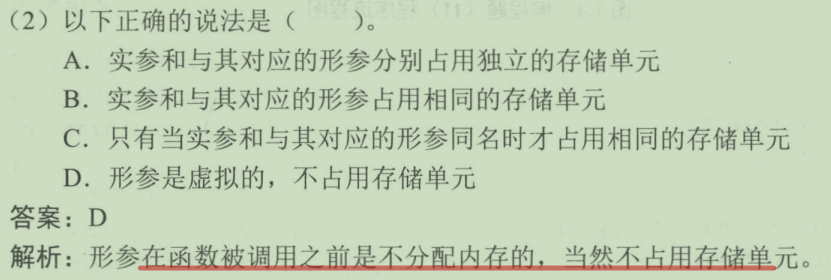 （2）以下正确的说法是（　　）。
A．实参和与其对应的形参分别占用独立的存储单元
B．实参和与其对应的形参占用相同的存储单元
C．只有当实参和与其对应的形参同名时才占用相同的存储单元
D．形参是虚拟的，不占用存储单元
答案：D
解析：形参在函数被调用之前是不分配内存的，当然不占用存储单元。